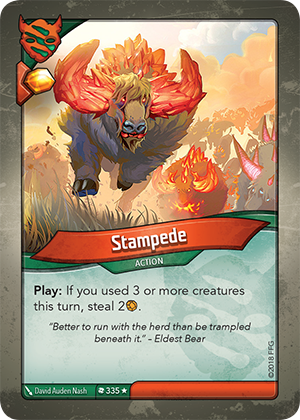 Stampede
ACTION
Play: If you used 3 or more creatures
this turn, steal 2.
"Better to run with the herd than be trampled
beneath it." - Eldest Bear
©2018 FFG
David Auden Nash
335